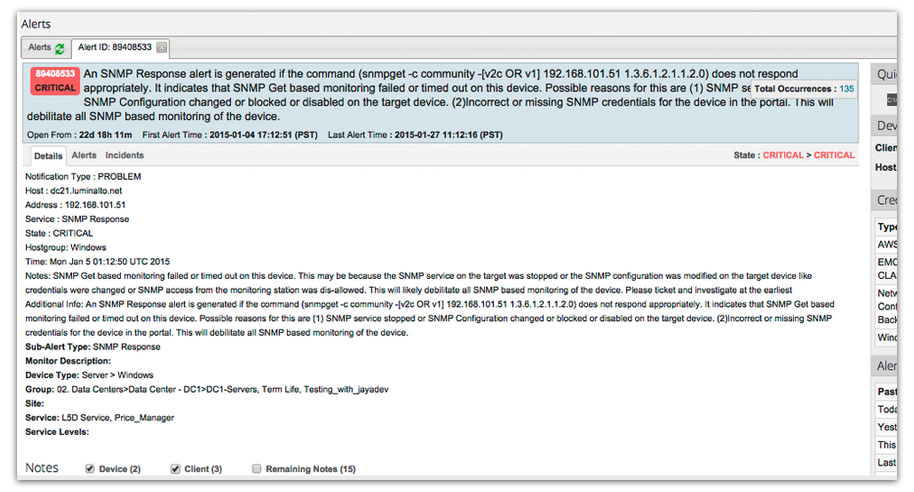 Alerts
Alerts
Alert ID: 89408533
89408533
CRITICAL
An SNMP Response alert is generated if the command (snmpget -c community -[v2c OR v1] 192.168.101.51 1.3.6.1.2.1.1.2.0) does not respond
appropriately. It indicates that SNMP Get based monitoring failed or timed out on this device. Possible reasons for this are (1) SNMP
Total Occurrences : 135
SNMP Configuration changed or blocked or disabled on the target device. (2)Incorrect or missing SNMP credentials for the device in the portal. This will
debilitate all SNMP based monitoring of the device.
Open From : 22d 18h 11m First Alert Time : 2015-01-04 17:12:51 (PST) Last Alert Time : 2015-01-27 11:12:16 (PST)
Details Alerts Incidents
State : CRITICAL > CRITICAL
Notification Type : PROBLEM
Host : dc21.luminalto.net
Address : 192.168.101.51
Service : SNMP Response
State : CRITICAL
Hostgroup: Windows
Time: Mon Jan 5 01:12:50 UTC 2015
Notes: SNMP Get based monitoring failed or timed out on this device. This may be because the SNMP service on the target was stopped or the SNMP configuration was modified on the target device like
credentials were changed or SNMP access from the monitoring station was dis-allowed. This will likely debilitate all SNMP based monitoring of the device. Please ticket and investigate at the earliest
Additional Info: An SNMP Response alert is generated if the command (snmpget -c community -[v2c OR v1] 192.168.101.51 1.3.6.1.2.1.1.2.0) does not respond appropriately. It indicates that SNMP Get based
monitoring failed or timed out on this device. Possible reasons for this are (1) SNMP service stopped or SNMP Configuration changed or blocked or disabled on the target device. (2)Incorrect or missing SNMP
credentials for the device in the portal. This will debilitate all SNMP based monitoring of the device.
Sub-Alert Type: SNMP Response
Monitor Description:
Device Type: Server > Windows
Group: 02. Data Centers>Data Center - DC1>DC1-Servers, Term Life, Testing_with_jayadev
Site:
Service: L5D Service, Price_Manager
Service Levels:
Notes
Device (2)
Client (3)
Remaining Notes (15)
Qui
Dev
Clien
Host
Cre
Type
AWS
EMC
CLA
Netw
Conf
Back
Wind
Aler
Past
Toda
Yest
This
Last